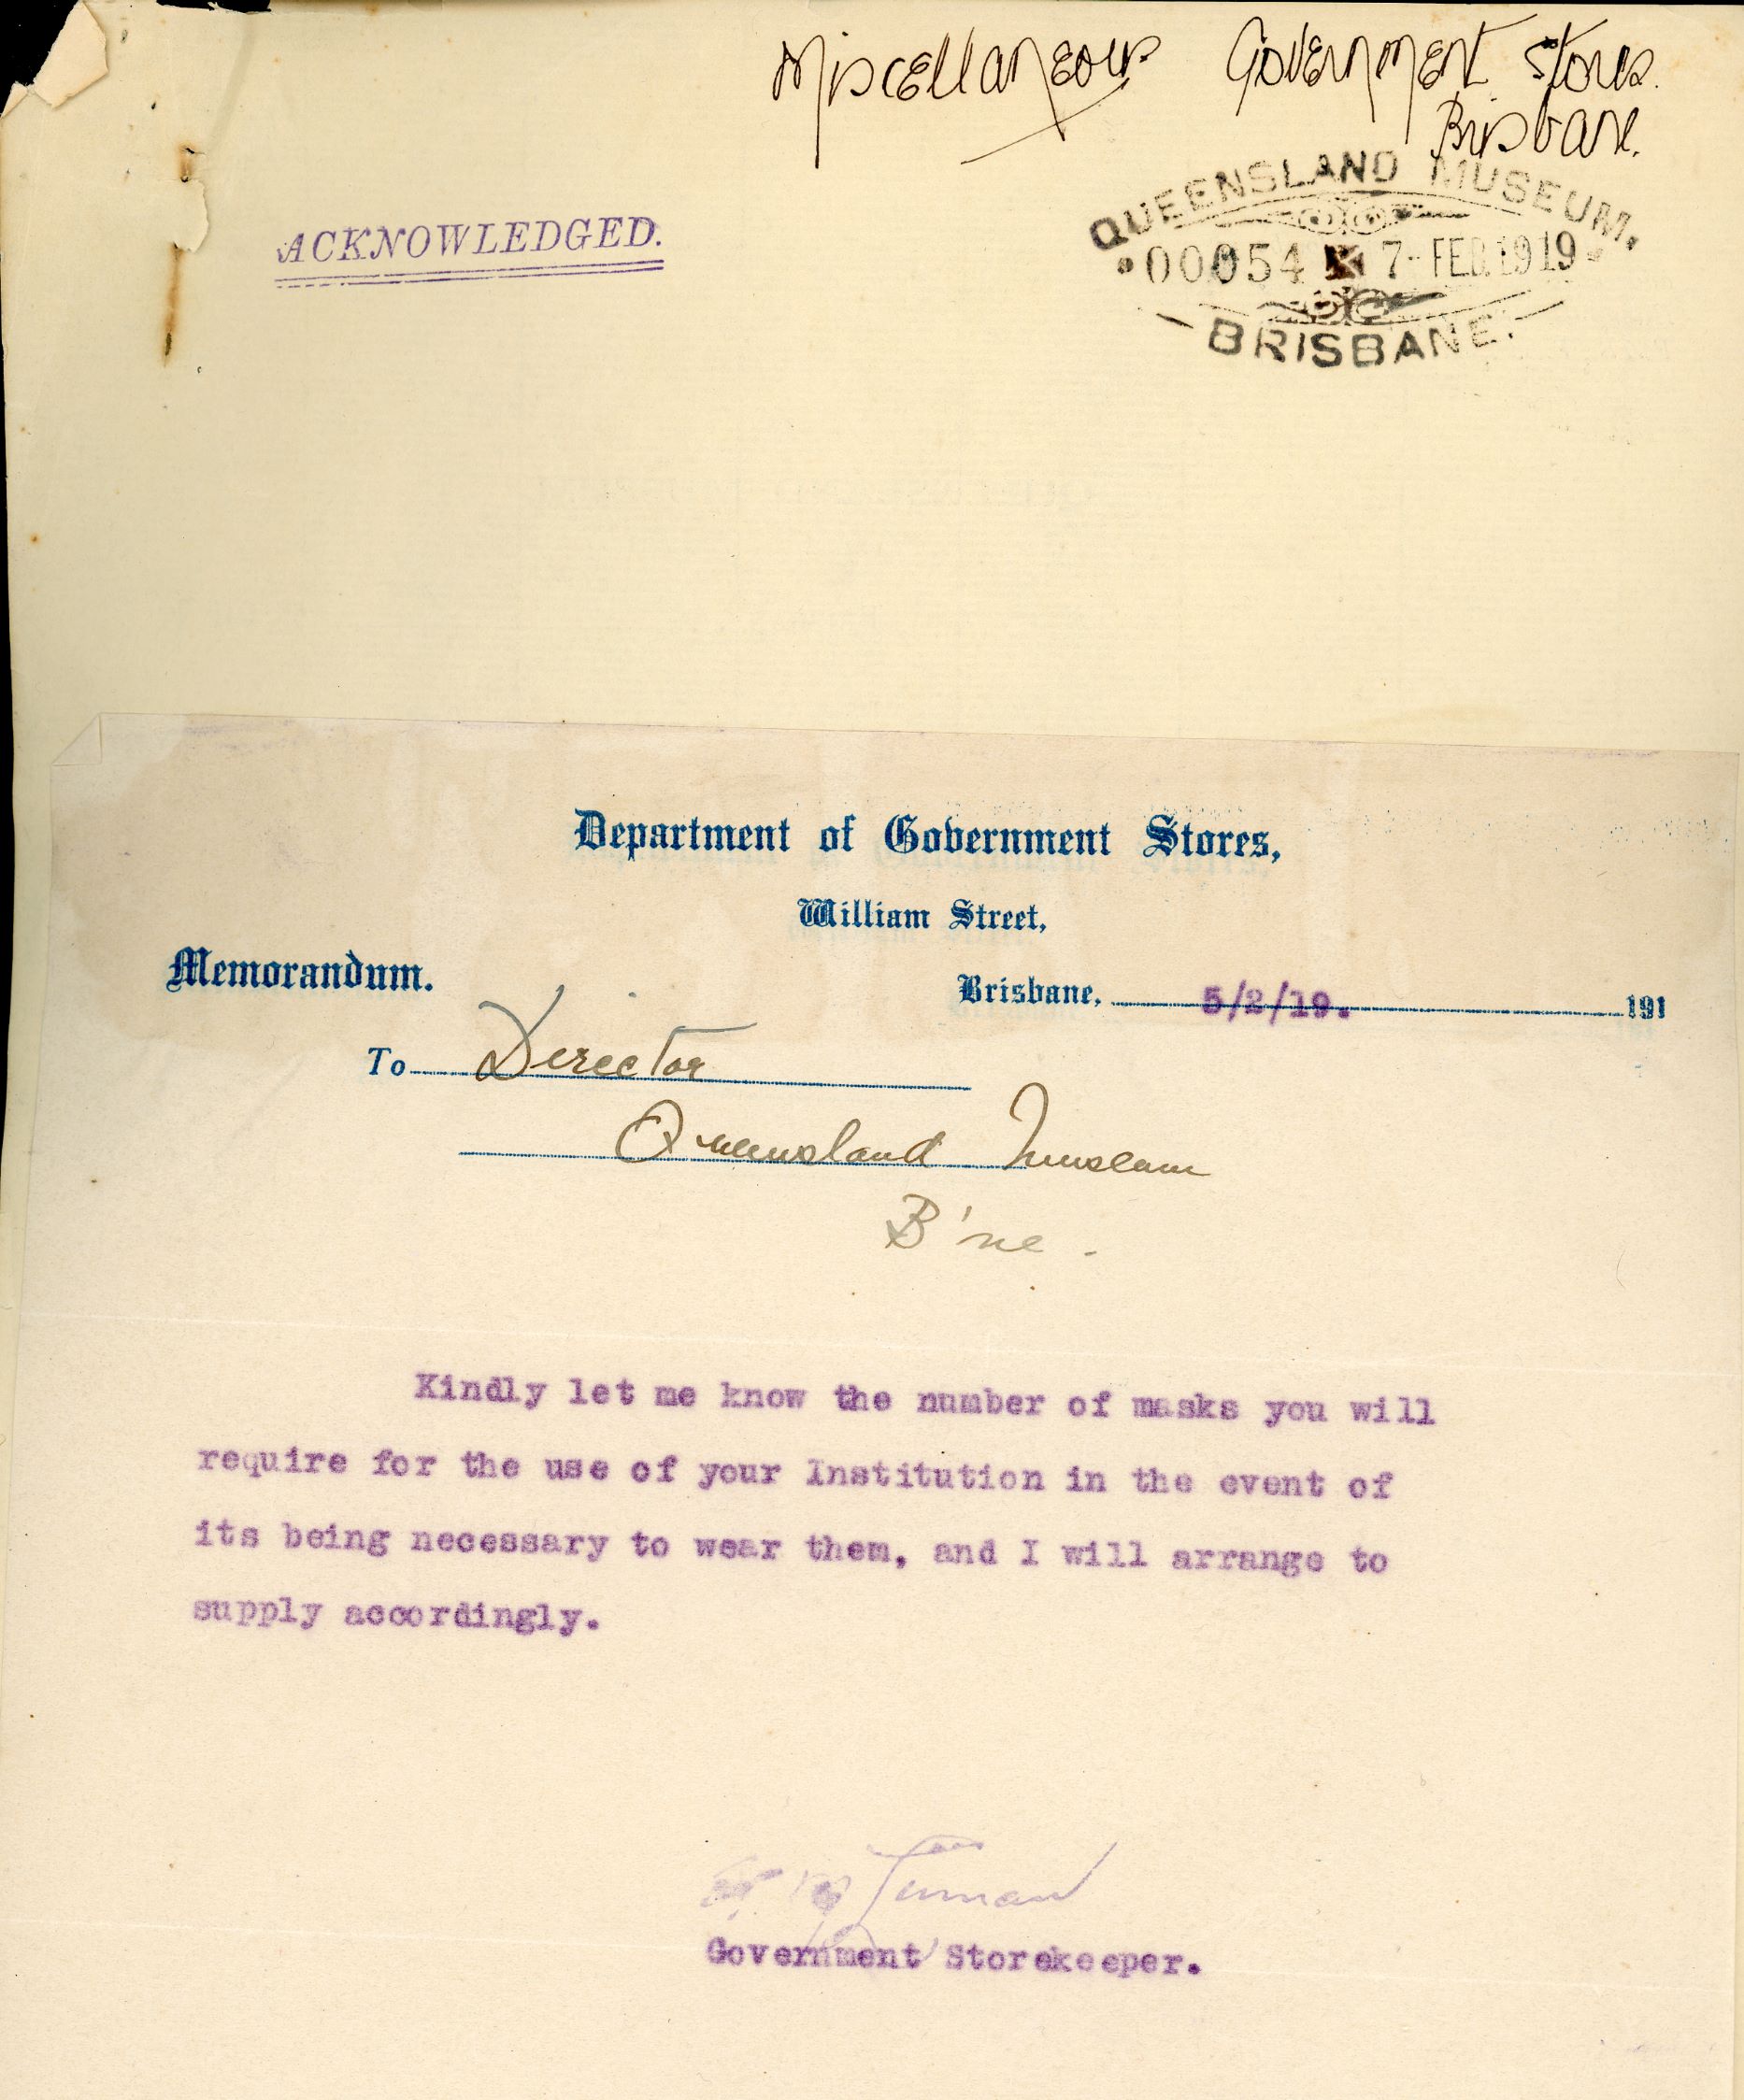 Miscellaneous Government Stores.
Brisbane.
ACKNOWLEDGED.
QUEENSLAND MUSEUM.
00054 7- FEB. 1919
BRISBANE.
Department of Government Stores,
William Street,
Memorandum.
Brisbane, 5/2/19. 191
To Director
Queensland Museum
B'ne.
Kindly let me know the number of masks you will
require for the use of your Institution in the event of
its being necessary to wear them, and I will arrange to
supply accordingly.
Government Storekeeper.